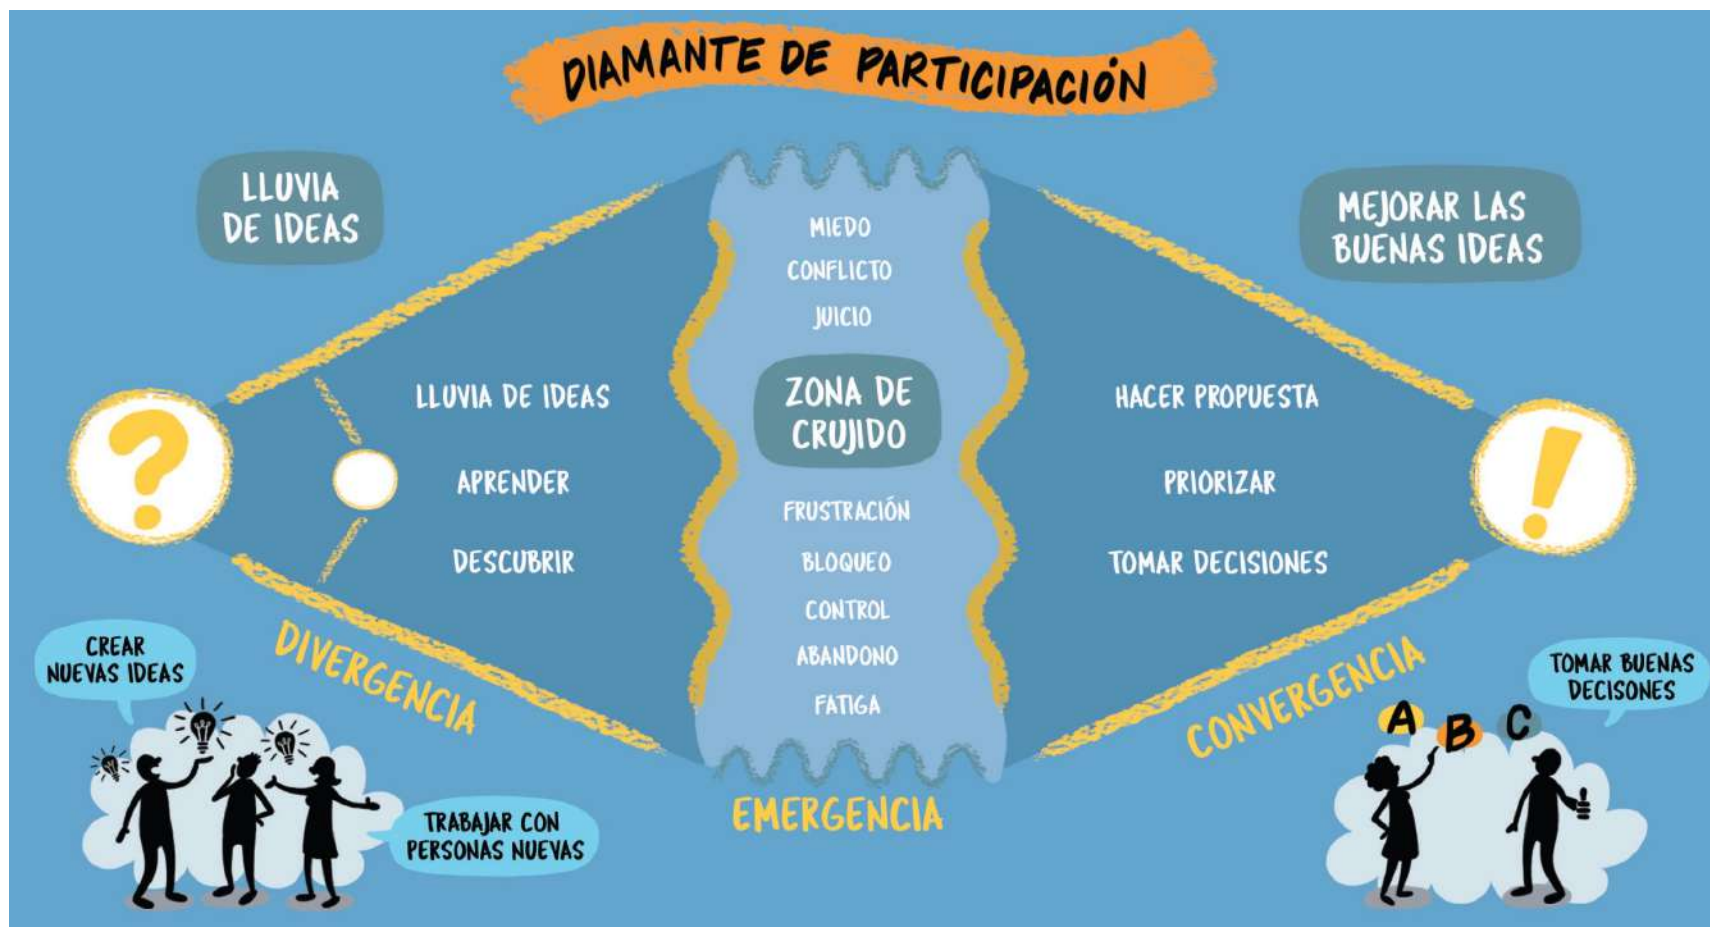 DIAMANTE DE PARTICIPACIÓN
LLUVIA
DE IDEAS
MEJORAR LAS
BUENAS IDEAS
MIEDO
CONFLICTO
JUICIO
ZONA DE
CRUJIDO
FRUSTRACIÓN
BLOQUEO
CONTROL
ABANDONO
FATIGA
?
LLUVIA DE IDEAS
APRENDER
DESCUBRIR
HACER PROPUESTA
PRIORIZAR
TOMAR DECISIONES
!
DIVERGENCIA
EMERGENCIA
CONVERGENCIA
CREAR
NUEVAS IDEAS
TRABAJAR CON
PERSONAS NUEVAS
TOMAR BUENAS
DECISONES
A B C